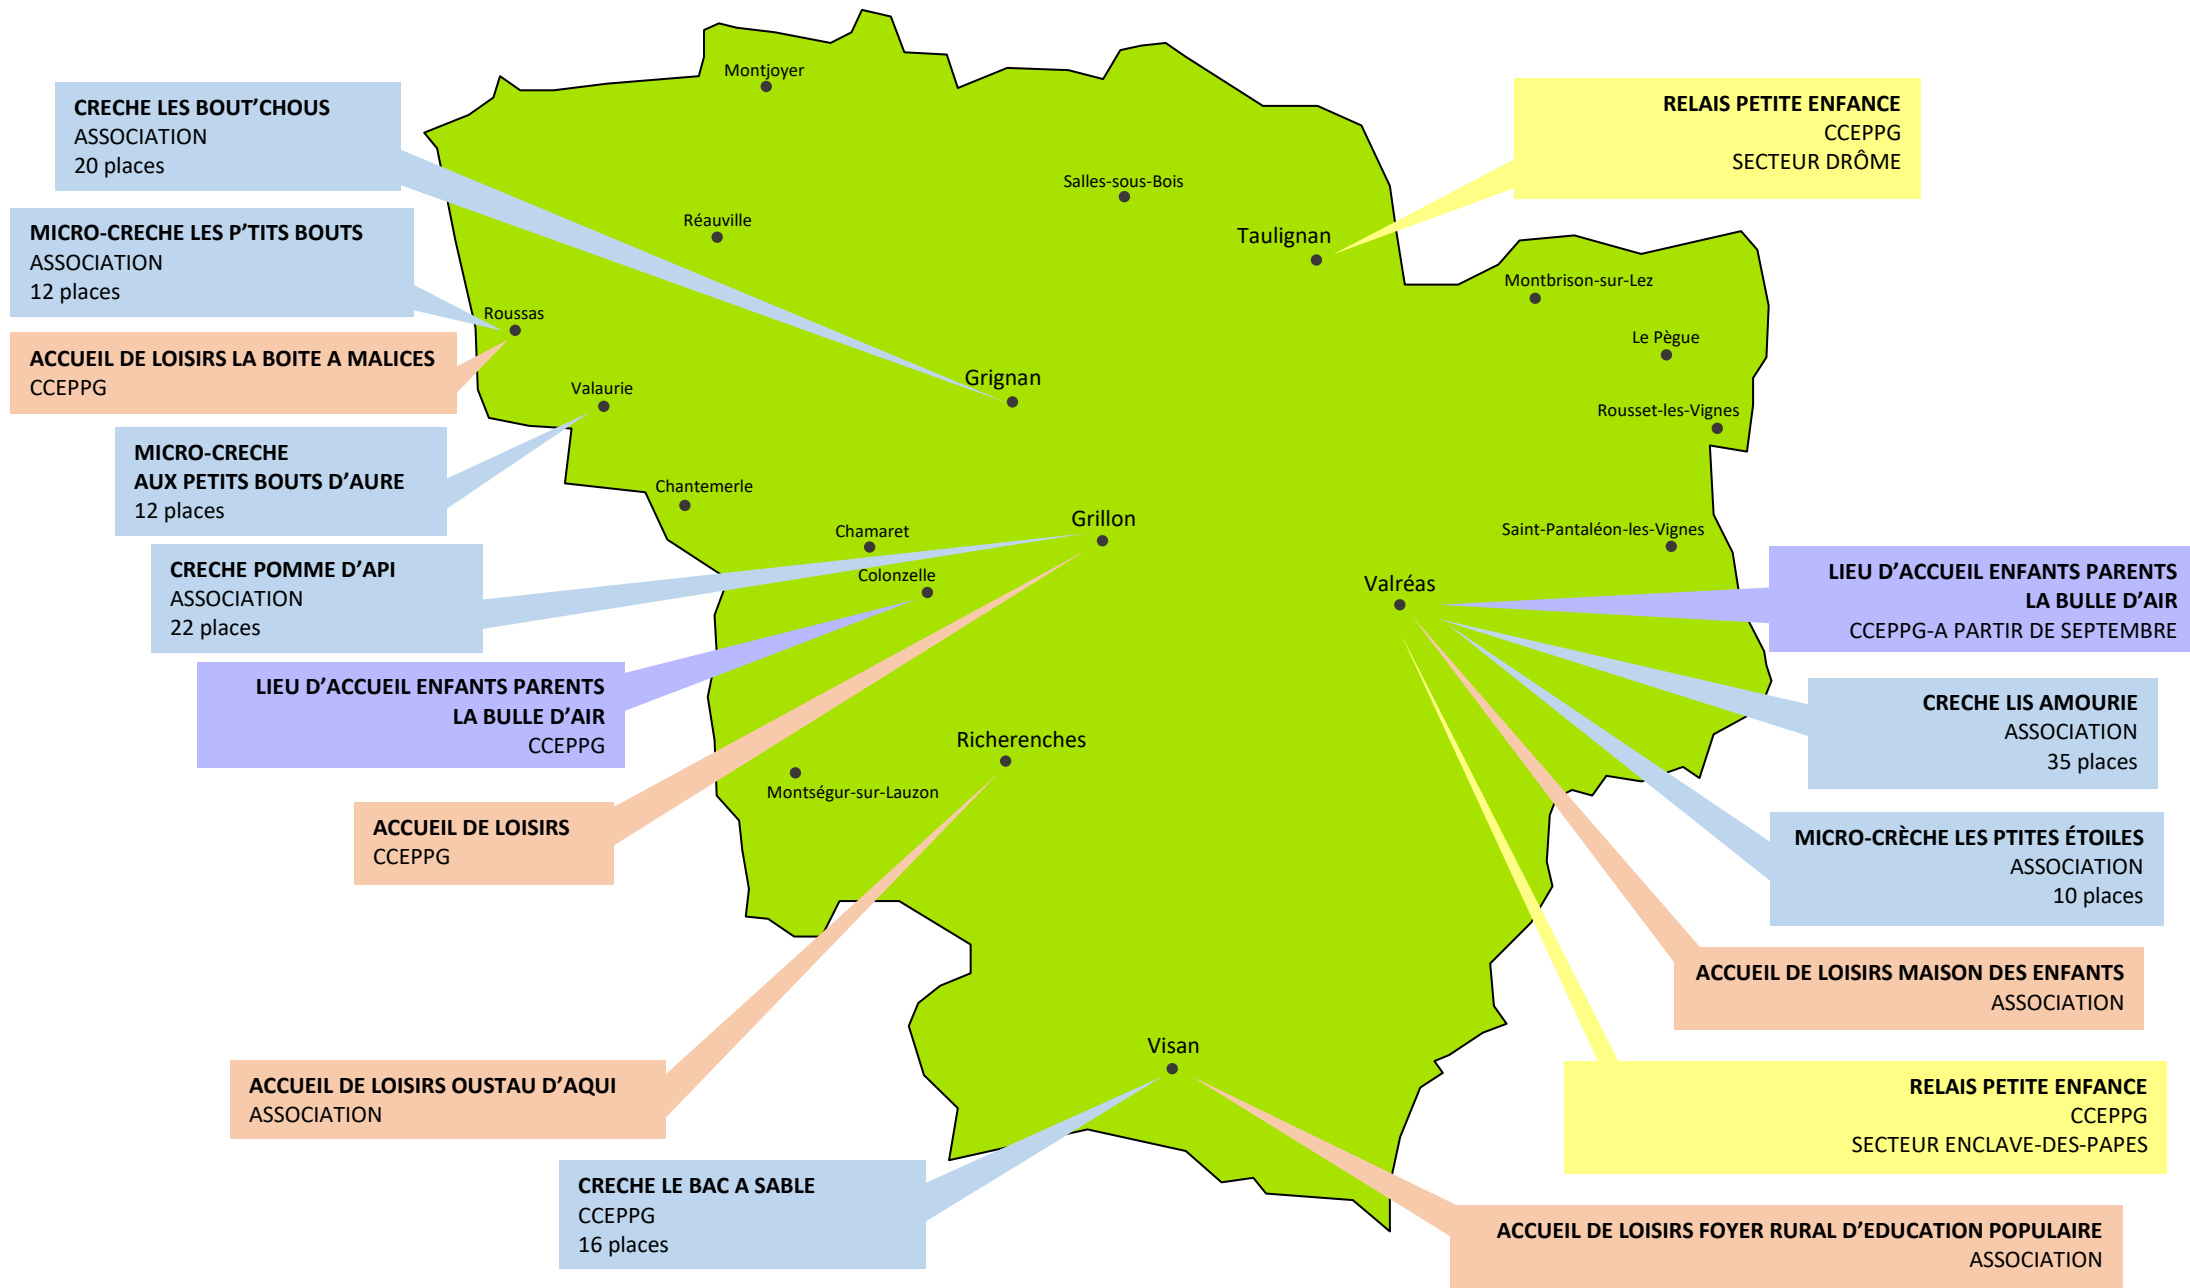 Montjoyer
CRECHE LES BOUT'CHOUS
ASSOCIATION
20 places
RELAIS PETITE ENFANCE
CCEPPG
SECTEUR DRÔME
Salles-sous-Bois
MICRO-CRECHE LES P'TITS BOUTS
ASSOCIATION
12 places
Réauville
Taulignan
Montbrison-sur-Lez
Roussas
Le Pègue
ACCUEIL DE LOISIRS LA BOITE A MALICES
CCEPPG
Valaurie
Grignan
Rousset-les-Vignes
MICRO-CRECHE
AUX PETITS BOUTS D'AURE
12 places
Chantemerle
Chamaret
Grillon
Saint-Pantaléon-les-Vignes
CRECHE POMME D'API
ASSOCIATION
22 places
Colonzelle
Valréas
LIEU D'ACCUEIL ENFANTS PARENTS
LA BULLE D'AIR
CCEPPG-A PARTIR DE SEPTEMBRE
LIEU D'ACCUEIL ENFANTS PARENTS
LA BULLE D'AIR
CCEPPG
CRECHE LIS AMOURIE
ASSOCIATION
35 places
Richerenches
Montségur-sur-Lauzon
ACCUEIL DE LOISIRS
CCEPPG
MICRO-CRÈCHE LES PTITES ÉTOILES
ASSOCIATION
10 places
ACCUEIL DE LOISIRS MAISON DES ENFANTS
ASSOCIATION
Visan
ACCUEIL DE LOISIRS OUSTAU D'AQUI
ASSOCIATION
RELAIS PETITE ENFANCE
CCEPPG
SECTEUR ENCLAVE-DES-PAPES
CRECHE LE BAC A SABLE
CCEPPG
16 places
ACCUEIL DE LOISIRS FOYER RURAL D'EDUCATION POPULAIRE
ASSOCIATION